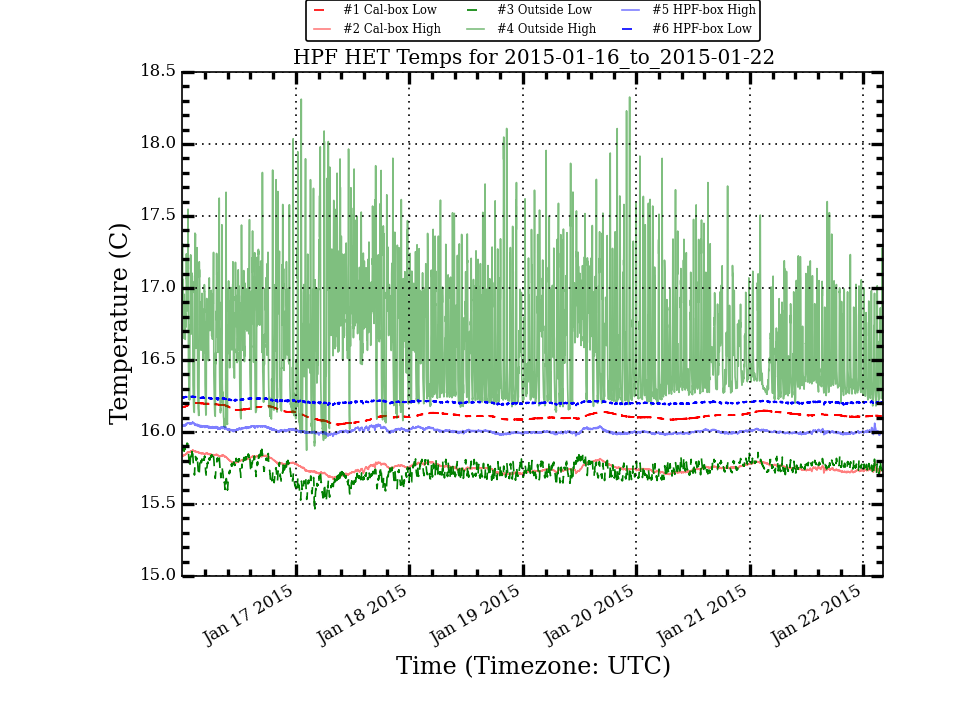 #1 Cal-box Low #3 Outside Low #5 HPF-box High
#2 Cal-box High #4 Outside High #6 HPF-box Low
HPF HET Temps for 2015-01-16_to_2015-01-22
18.5
18.0
17.5
17.0
16.5
16.0
15.5
15.0
Temperature (C)
Jan 17 2015 Jan 18 2015 Jan 19 2015 Jan 20 2015 Jan 21 2015 Jan 22 2015
Time (Timezone: UTC)